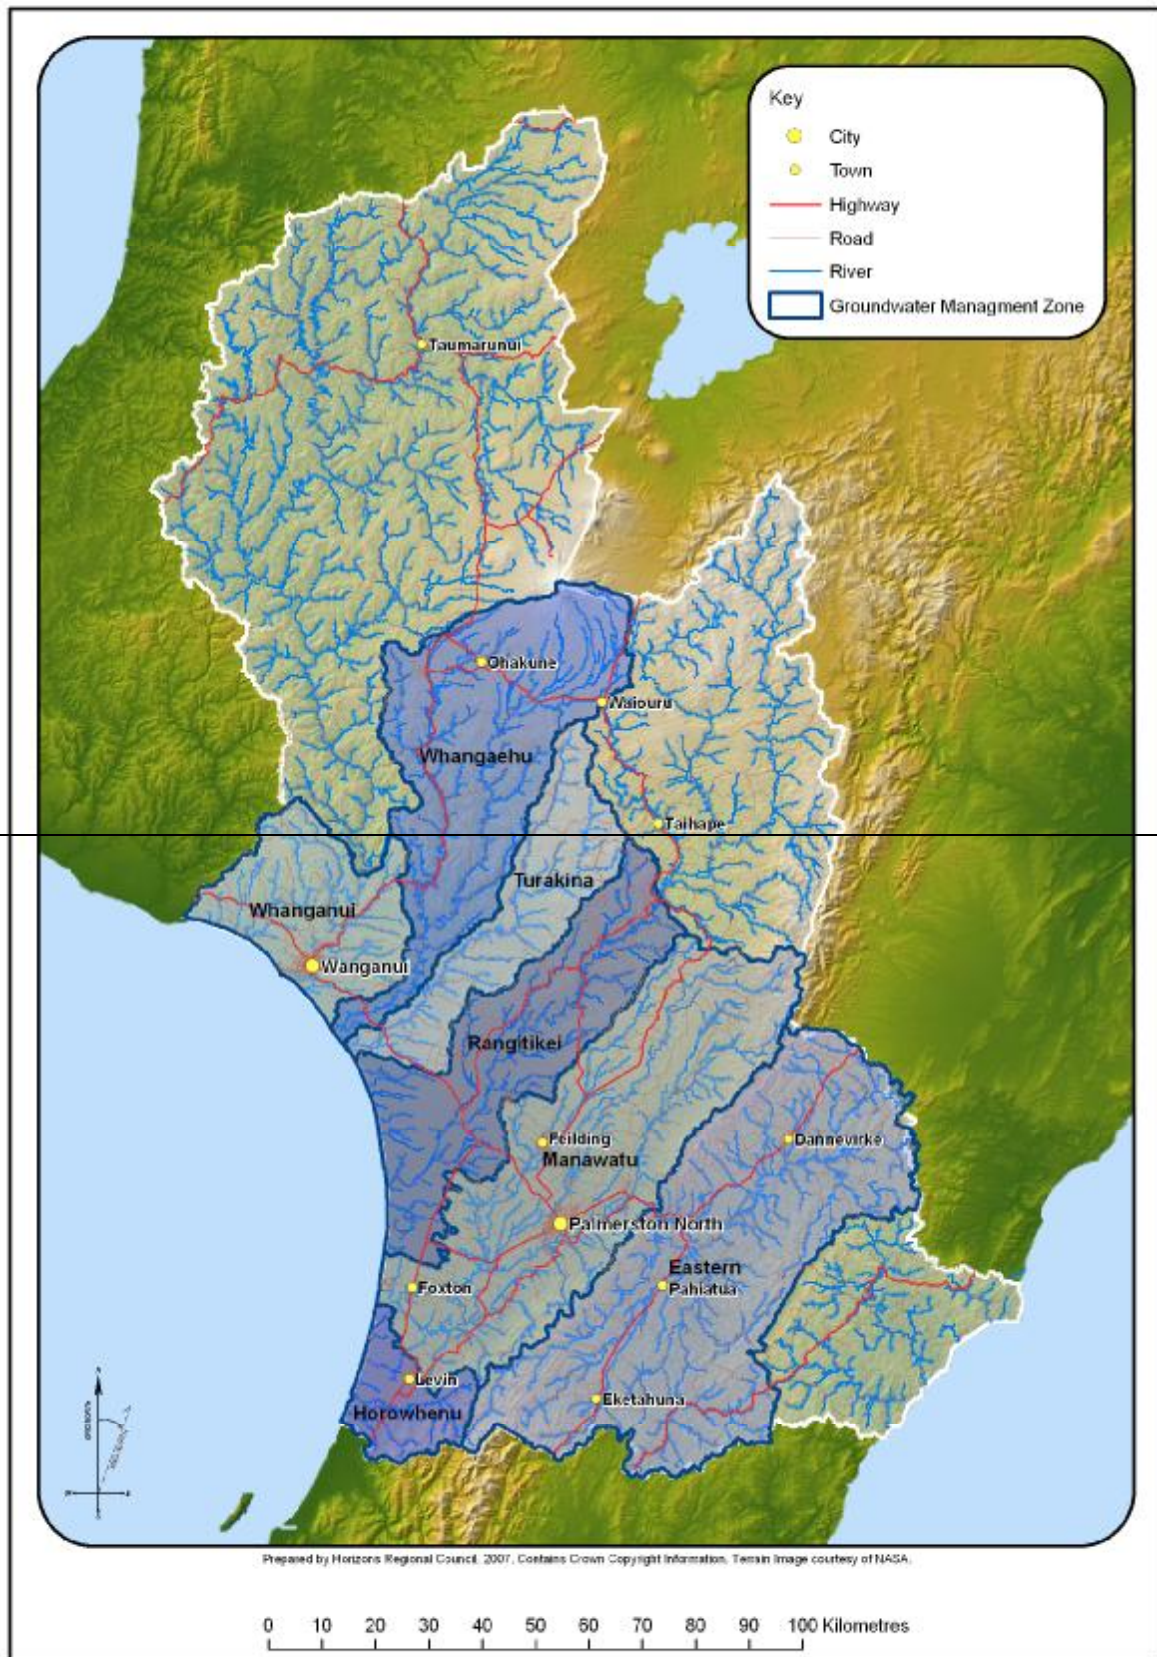 Key
City
Town
Highway
Road
River
Groundwater Managment Zone
Taumarunui
Ohakune
Waiouru
Whangaehu
Taihape
Turakina
Whanganui
Wanganui
Rangitikei
Feilding
Manawatu
Dannevirke
Palmerston North
Eastern
Pahiatua
Foxton
Levin
Eketahuna
Horowhenu
Prepared by Horizons Regional Council, 2007. Contains Crown Copyright Information. Terrain Image courtesy of NASA.
0 10 20 30 40 50 60 70 80 90 100 Kilometres